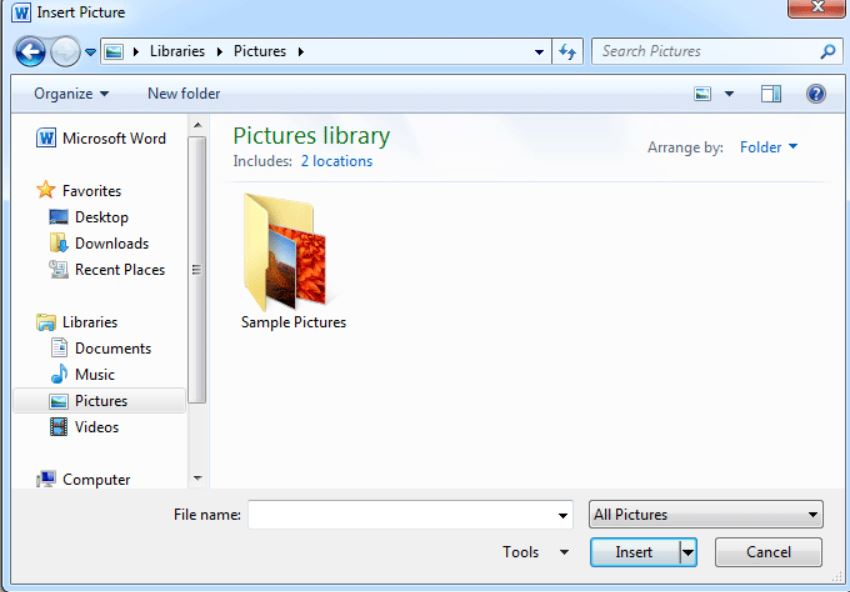 Insert Picture
Libraries Pictures
Search Pictures
Organize New folder
Microsoft Word
Favorites
Desktop
Downloads
Recent Places
Libraries
Documents
Music
Pictures
Videos
Computer
Pictures library
Includes: 2 locations
Arrange by: Folder
Sample Pictures
File name:
All Pictures
Tools
Insert
Cancel